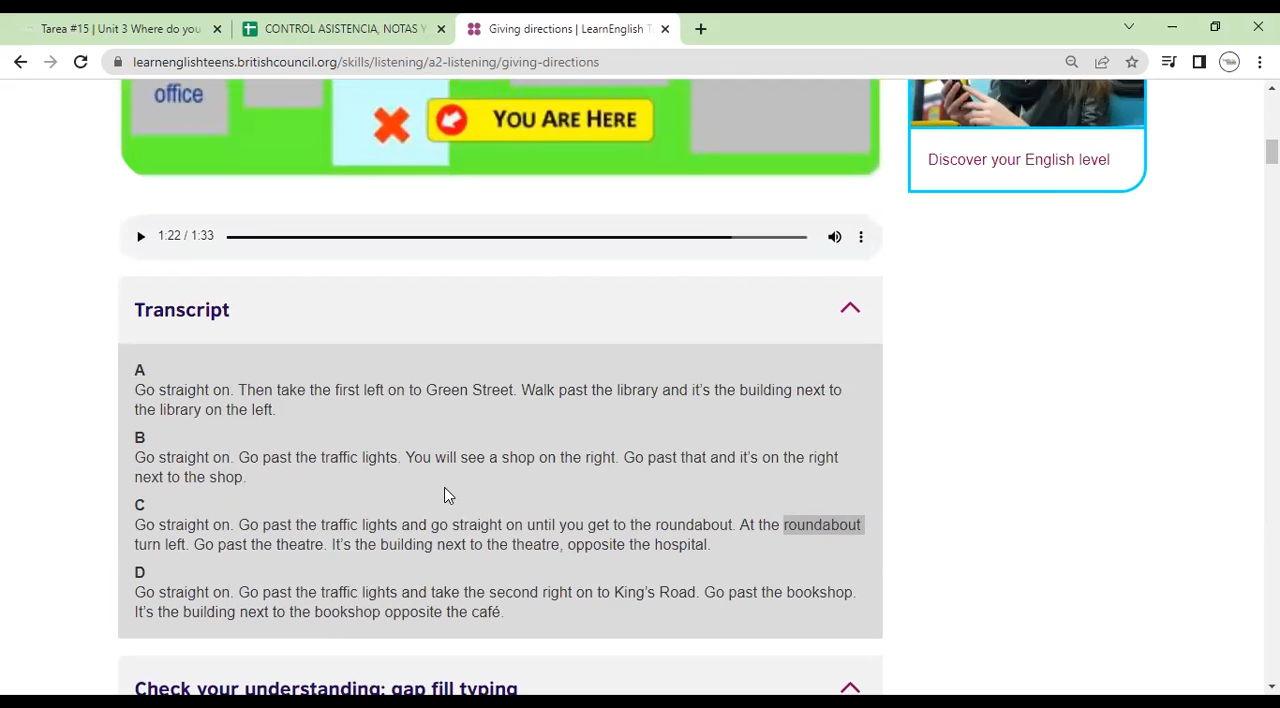 Tarea #15 | Unit 3 Where do you
CONTROL ASISTENCIA, NOTAS Y
Giving directions | LearnEnglish T
learnenglishteens.britishcouncil.org/skills/listening/a2-listening/giving-directions
office
YOU ARE HERE
Discover your English level
1:22 / 1:33
Transcript
A
Go straight on. Then take the first left on to Green Street. Walk past the library and it's the building next to
the library on the left.
B
Go straight on. Go past the traffic lights. You will see a shop on the right. Go past that and it's on the right
next to the shop.
C
Go straight on. Go past the traffic lights and go straight on until you get to the roundabout. At the roundabout
turn left. Go past the theatre. It's the building next to the theatre, opposite the hospital.
D
Go straight on. Go past the traffic lights and take the second right on to King's Road. Go past the bookshop.
It's the building next to the bookshop opposite the café.
Check your understanding: gap fill typing